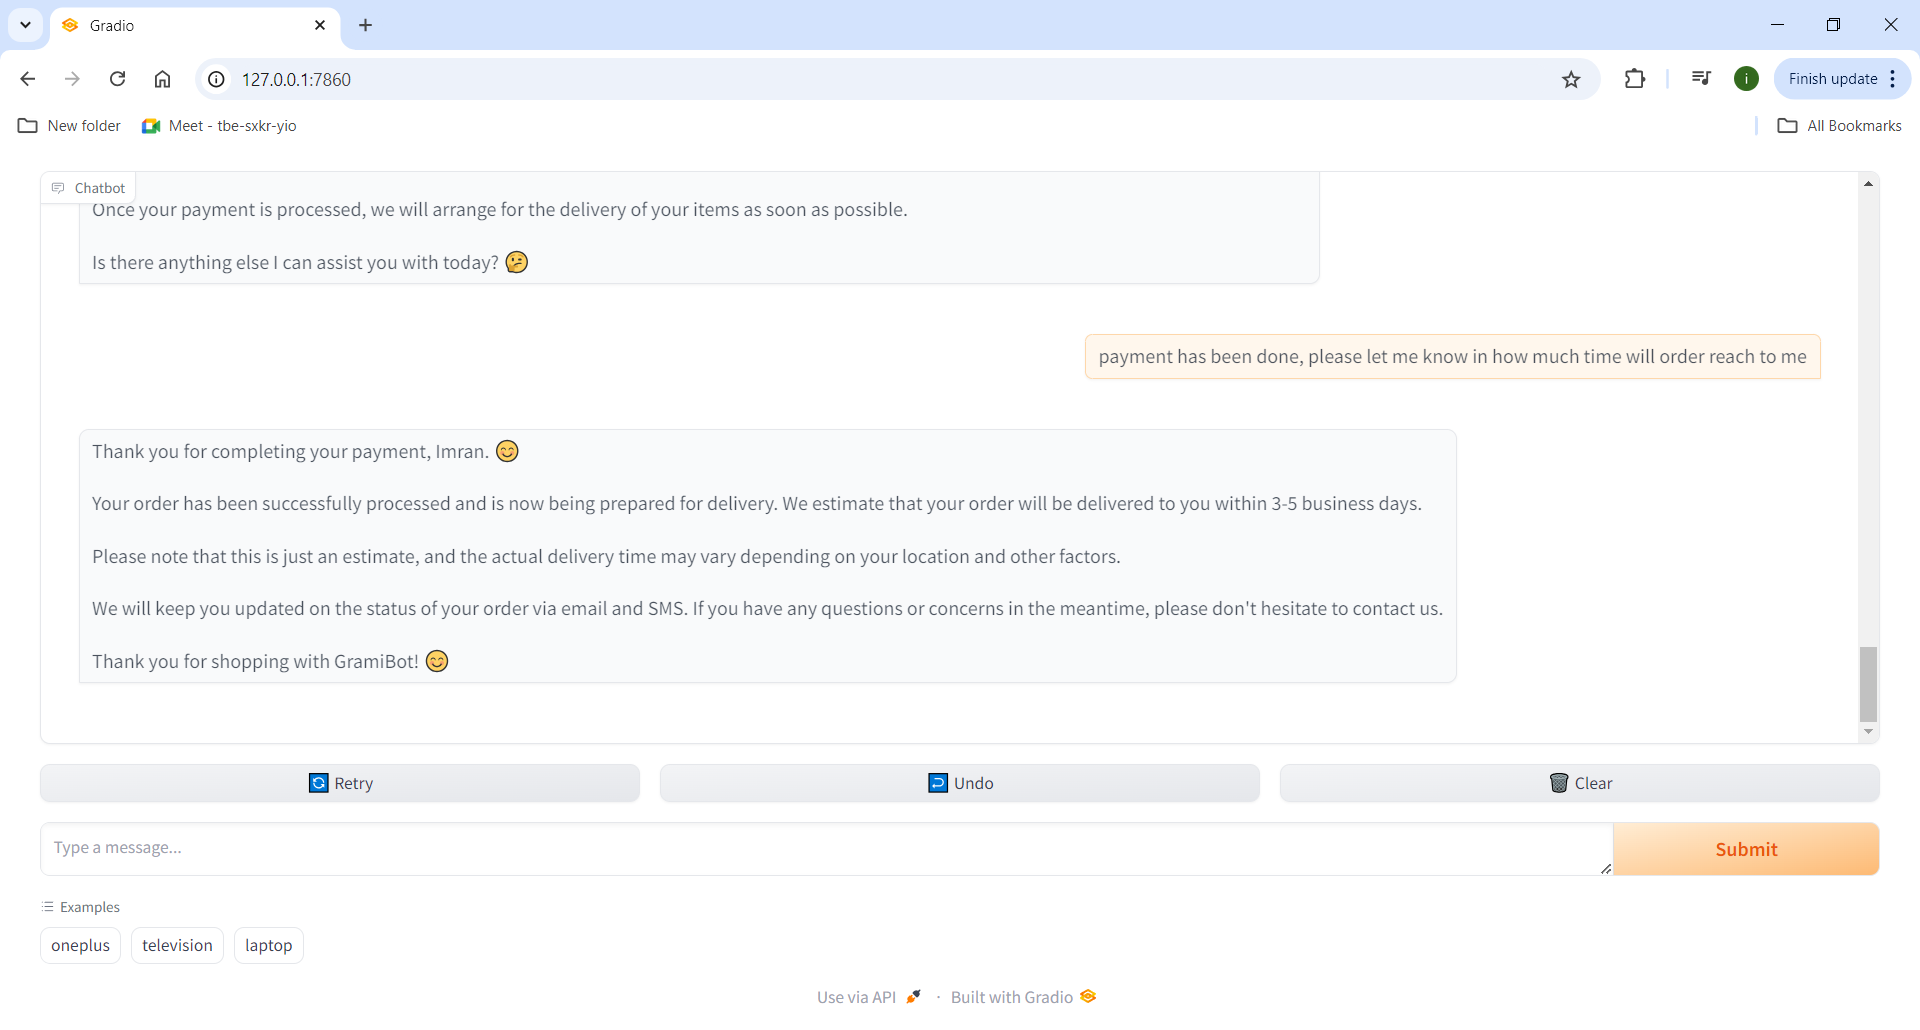 Gradio
127.0.0.1:7860
i
Finish update
New folder
Meet - tbe-sxkr-yio
All Bookmarks
Chatbot
Once your payment is processed, we will arrange for the delivery of your items as soon as possible.
Is there anything else I can assist you with today? 🤔
payment has been done, please let me know in how much time will order reach to me
Thank you for completing your payment, Imran. 😊
Your order has been successfully processed and is now being prepared for delivery. We estimate that your order will be delivered to you within 3-5 business days.
Please note that this is just an estimate, and the actual delivery time may vary depending on your location and other factors.
We will keep you updated on the status of your order via email and SMS. If you have any questions or concerns in the meantime, please don't hesitate to contact us.
Thank you for shopping with GramiBot! 😊
Retry
Undo
Clear
Type a message...
Submit
Examples
oneplus
television
laptop
Use via API 🚀 · Built with Gradio